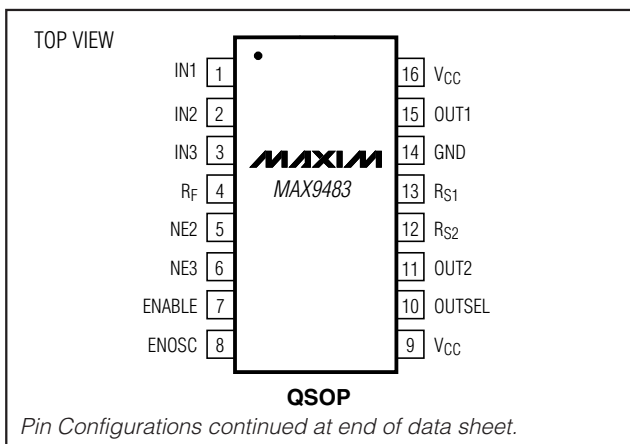 TOP VIEW
IN1 1
IN2 2
IN3 3
RF 4
NE2 5
NE3 6
ENABLE 7
ENOSC 8
MAXIM
MAX9483
16 VCC
15 OUT1
14 GND
13 RS1
12 RS2
11 OUT2
10 OUTSEL
9 VCC
QSOP
Pin Configurations continued at end of data sheet.